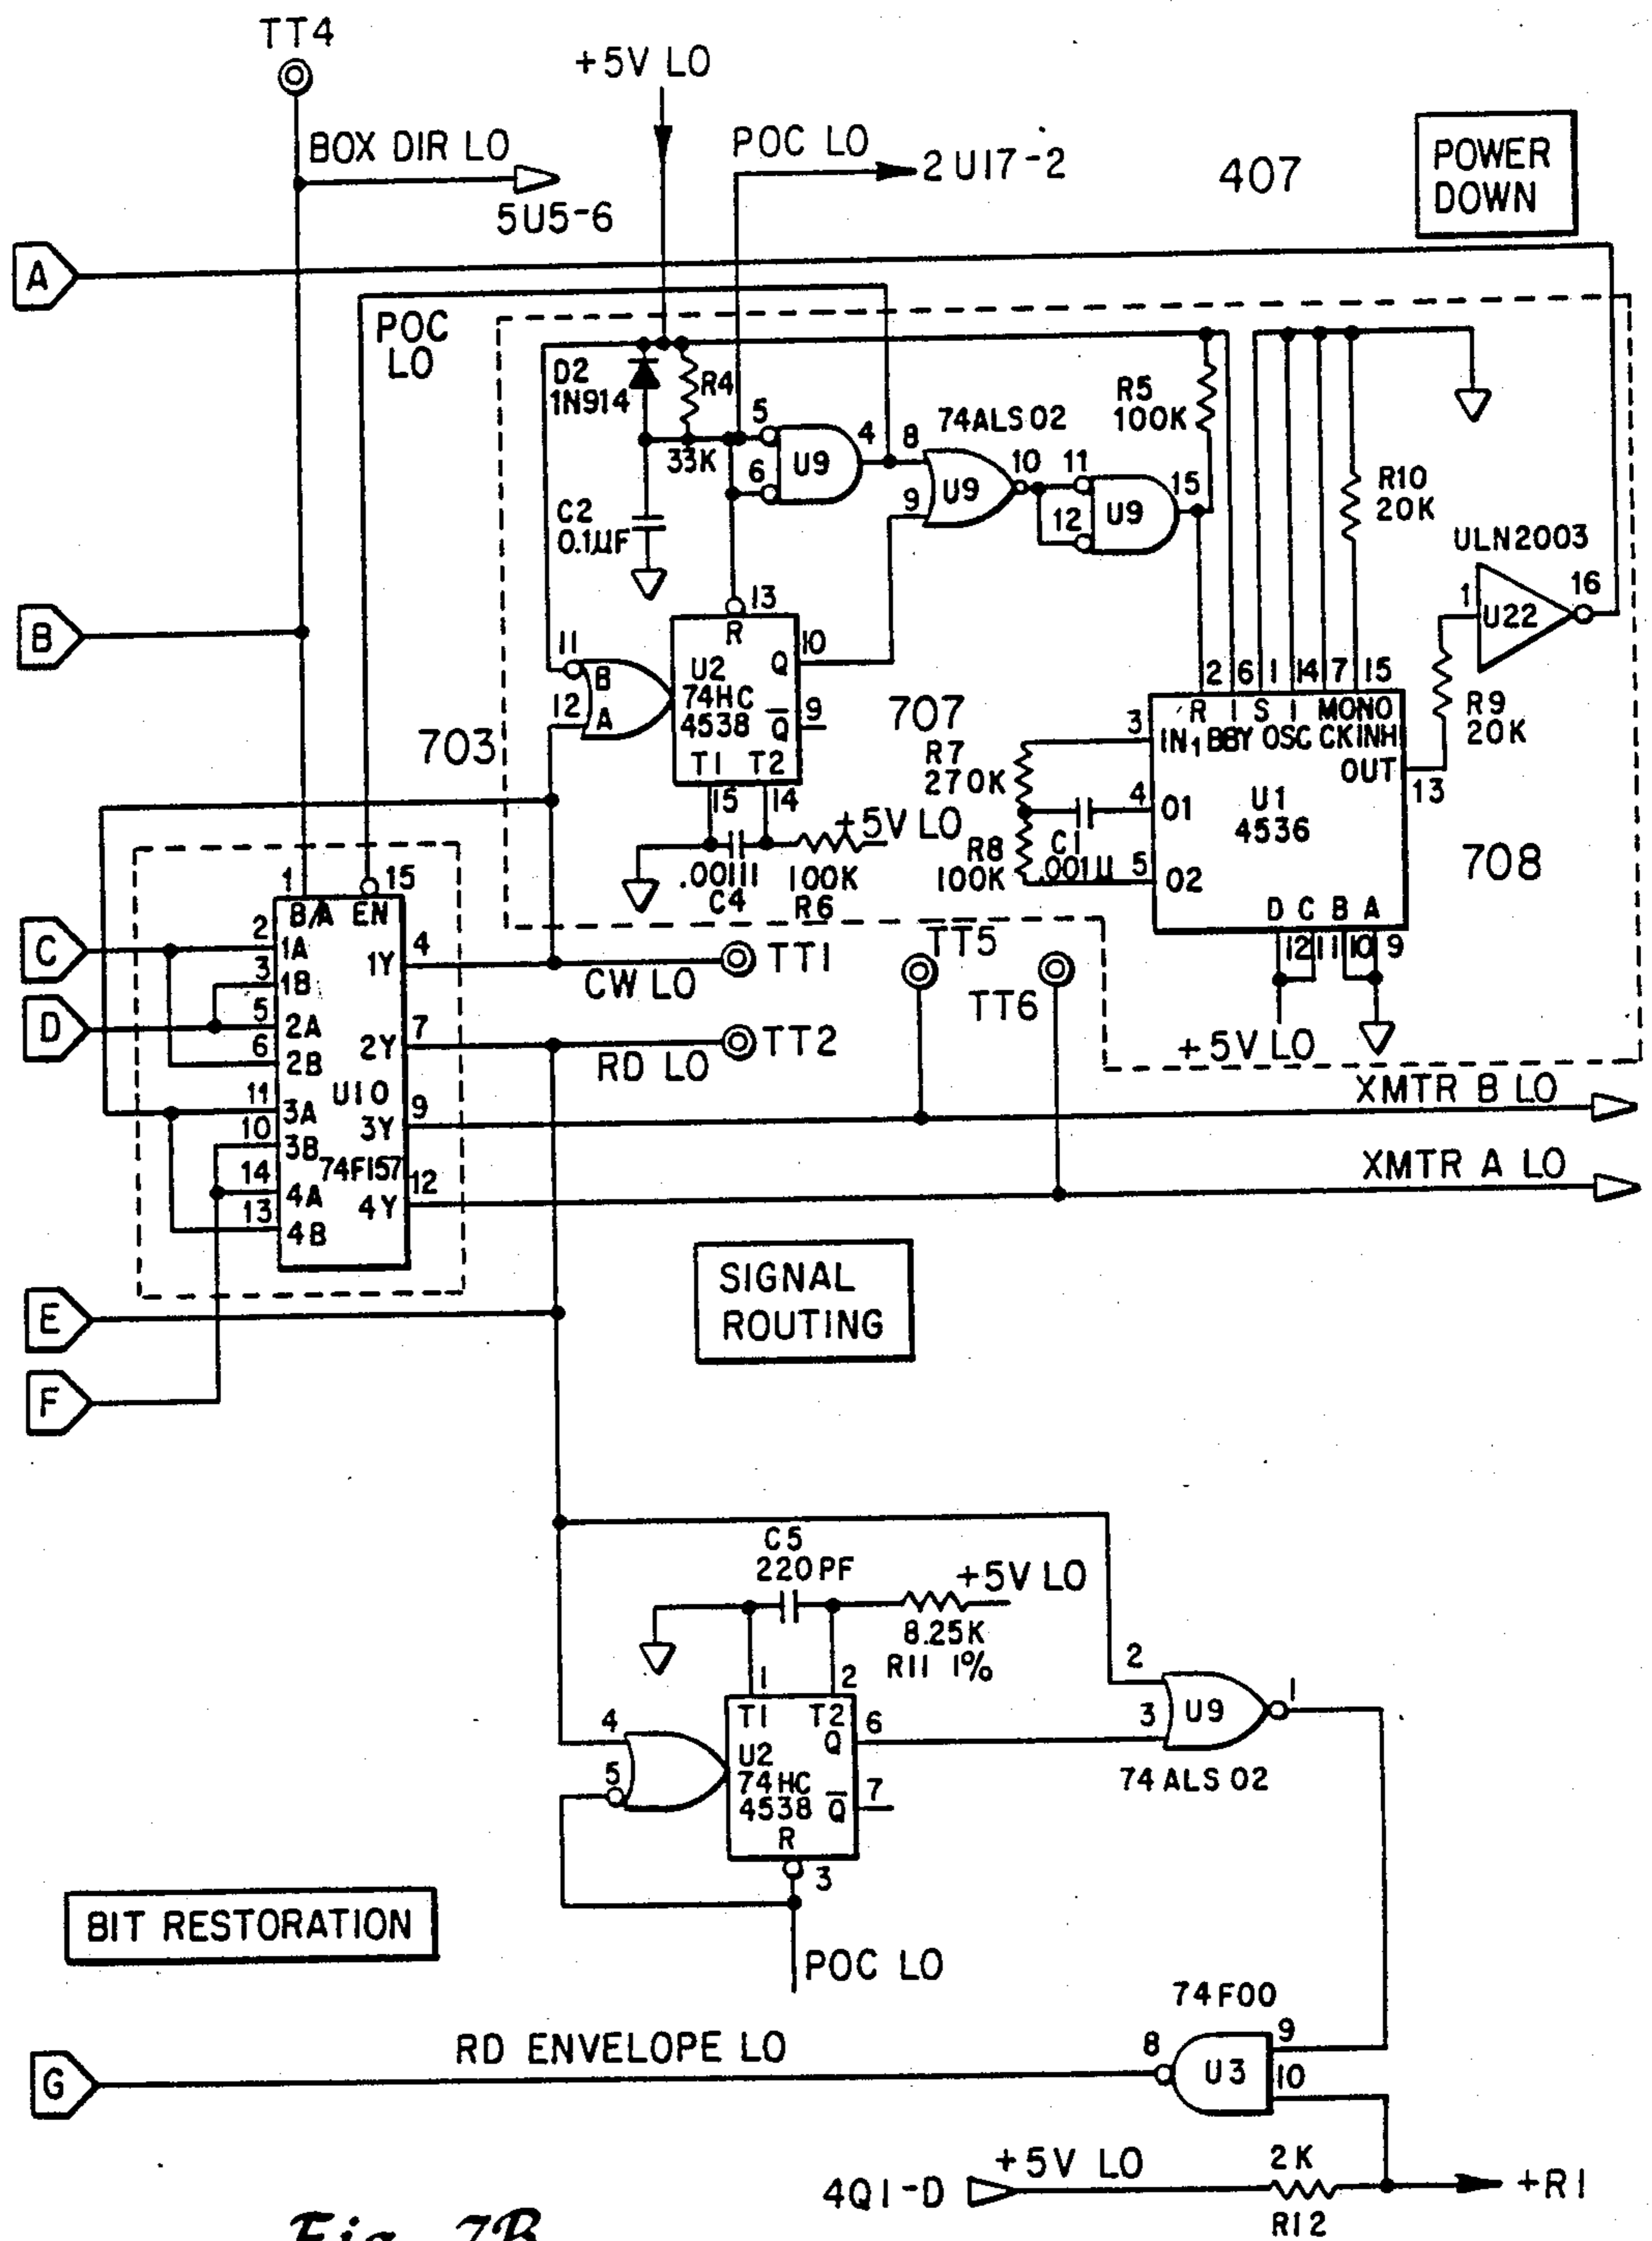 TT4
+5V LO
BOX DIR LO
5U5-6
POC LO
2U17-2
407
POWER
DOWN
A
POC
LO
D2
1N914
R4
33K
C2
0.1µF
5
6
U9
4
74ALS02
8
9
U9
10
11
12
U9
15
R5
100K
R10
20K
ULN2003
1
U22
16
R9
20K
B
11
B
12
A
13
R
U2
74HC
4538
Q
10
Q
9
T1
T2
15
14
703
707
+5V LO
C4
100K
R6
R7
270K
R8
100K
C1
.001µ
3
4
5
2
6
1
14
7
15
R I S I MONO
IN1 BBY OSC CKINH
OUT
13
O1
O2
U1
4536
D C B A
12
11
10
9
+5V LO
708
1
15
B/A EN
C
2
1A
3
1B
D
5
2A
6
2B
11
3A
10
3B
14
4A
13
4B
U10
74F157
1Y
4
2Y
7
3Y
9
4Y
12
CW LO
TT1
RD LO
TT2
TT5
TT6
XMTR B LO
XMTR A LO
SIGNAL
ROUTING
E
F
C5
220PF
+5V LO
8.25K
R11 1%
1
2
T1
T2
4
5
U2
74HC
4538
Q
6
Q
7
R
3
POC LO
2
3
U9
1
74ALS02
BIT RESTORATION
74F00
G
RD ENVELOPE LO
8
U3
9
10
4Q1-D
+5V LO
2K
R12
+R1
Fig. 7B